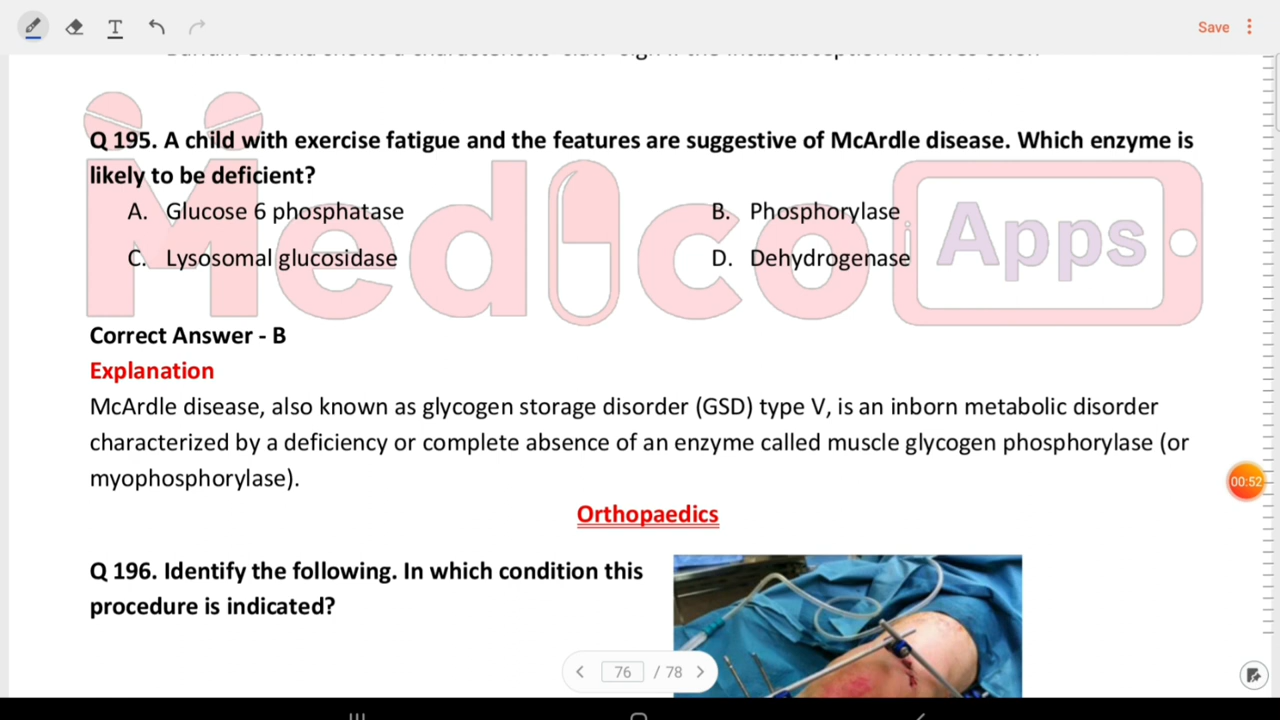 T
Save
Q 195. A child with exercise fatigue and the features are suggestive of McArdle disease. Which enzyme is
likely to be deficient?
A. Glucose 6 phosphatase
B. Phosphorylase
C. Lysosomal glucosidase
D. Dehydrogenase
Medico Apps
Correct Answer - B
Explanation
McArdle disease, also known as glycogen storage disorder (GSD) type V, is an inborn metabolic disorder
characterized by a deficiency or complete absence of an enzyme called muscle glycogen phosphorylase (or
myophosphorylase).
00:52
Orthopaedics
Q 196. Identify the following. In which condition this
procedure is indicated?
76 / 78